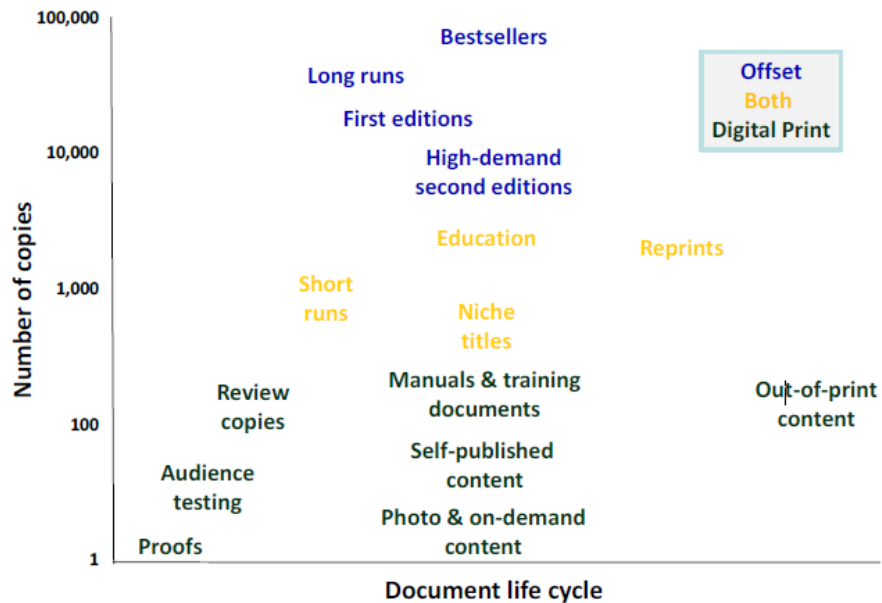 100,000
Bestsellers
Long runs
Offset
Both
Digital Print
First editions
10,000
High-demand
second editions
Number of copies
Education
Reprints
1,000
Short
runs
Niche
titles
Manuals & training
documents
Review
copies
Out-of-print
content
100
Self-published
content
Audience
testing
Photo & on-demand
content
Proofs
1
Document life cycle